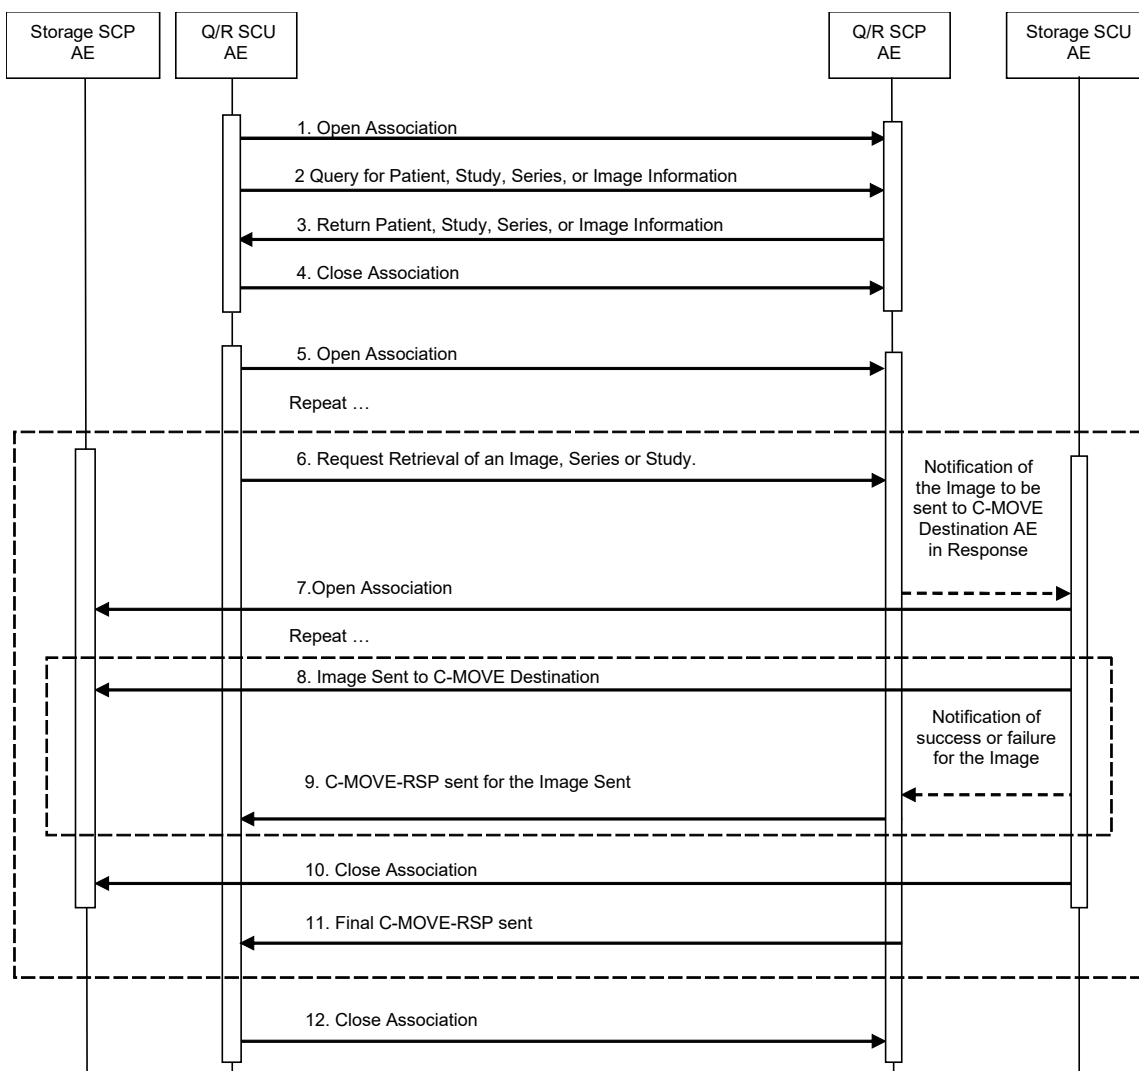 Storage SCP
AE
Q/R SCU
AE
Q/R SCP
AE
Storage SCU
AE
1. Open Association
2 Query for Patient, Study, Series, or Image Information
3. Return Patient, Study, Series, or Image Information
4. Close Association
5. Open Association
Repeat …
6. Request Retrieval of an Image, Series or Study.
Notification of
the Image to be
sent to C-MOVE
Destination AE
in Response
7.Open Association
Repeat …
8. Image Sent to C-MOVE Destination
Notification of
success or failure
for the Image
9. C-MOVE-RSP sent for the Image Sent
10. Close Association
11. Final C-MOVE-RSP sent
12. Close Association